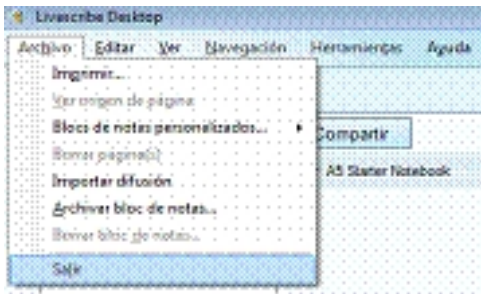 Livescribe Desktop
Archivo Editar Ver Navegación Herramientas Ayuda
Imprimir...
Ver origen de página
Blocs de notas personalizados...
Compartir
Borrar página(s)
A5 Starter Notebook
Importar difusión
Archivar bloc de notas...
Borrar bloc de notas...
Salir